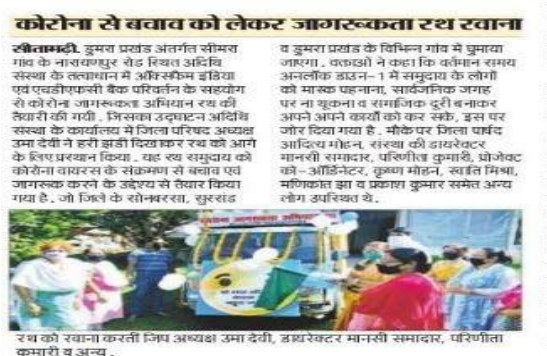 कोरोना से बचाव को लेकर जागरूकता रथ रवाना
सीतामढ़ी. डुमरा प्रखंड अंतर्गत सीमरा
गांव के नारायणपुर रोड स्थित अदिथि
संस्था के तत्वाधान में ऑक्सफैम इंडिया
एवं एचडीएफसी बैंक परिवर्तन के सहयोग
से कोरोना जागरूकता अभियान रथ की
तैयारी की गयी . जिसका उद्घाटन अदिथि
संस्था के कार्यालय में जिला परिषद अध्यक्ष
उमा देवी ने हरी झंडी दिखाकर रथ को आगे
के लिए प्रस्थान किया . यह रथ समुदाय को
कोरोना वायरस के संक्रमण से बचाव एवं
जागरूक करने के उद्देश्य से तैयार किया
गया है . जो जिले के सोनबरसा, सुरसंड
व डुमरा प्रखंड के विभिन्न गांव में घुमाया
जाएगा . वक्ताओं ने कहा कि वर्तमान समय
अनलॉक डाउन-1 में समुदाय के लोगों
को मास्क पहनाना, सार्वजनिक जगह
पर ना थूकना व सामाजिक दूरी बनाकर
अपने अपने कार्यों को कर सके, इस पर
जोर दिया गया है . मौके पर जिला पार्षद
आदित्य मोहन, संस्था की डायरेक्टर
मानसी समादार, परिणीता कुमारी, प्रोजेक्ट
को-ऑर्डिनेटर, कृष्ण मोहन, स्वाति मिश्रा,
मणिकांत झा व प्रकाश कुमार समेत अन्य
लोग उपस्थित थे .
रथ को रवाना करतीं जिप अध्यक्ष उमा देवी, डायरेक्टर मानसी समादार, परिणीता
कुमारी व अन्य .